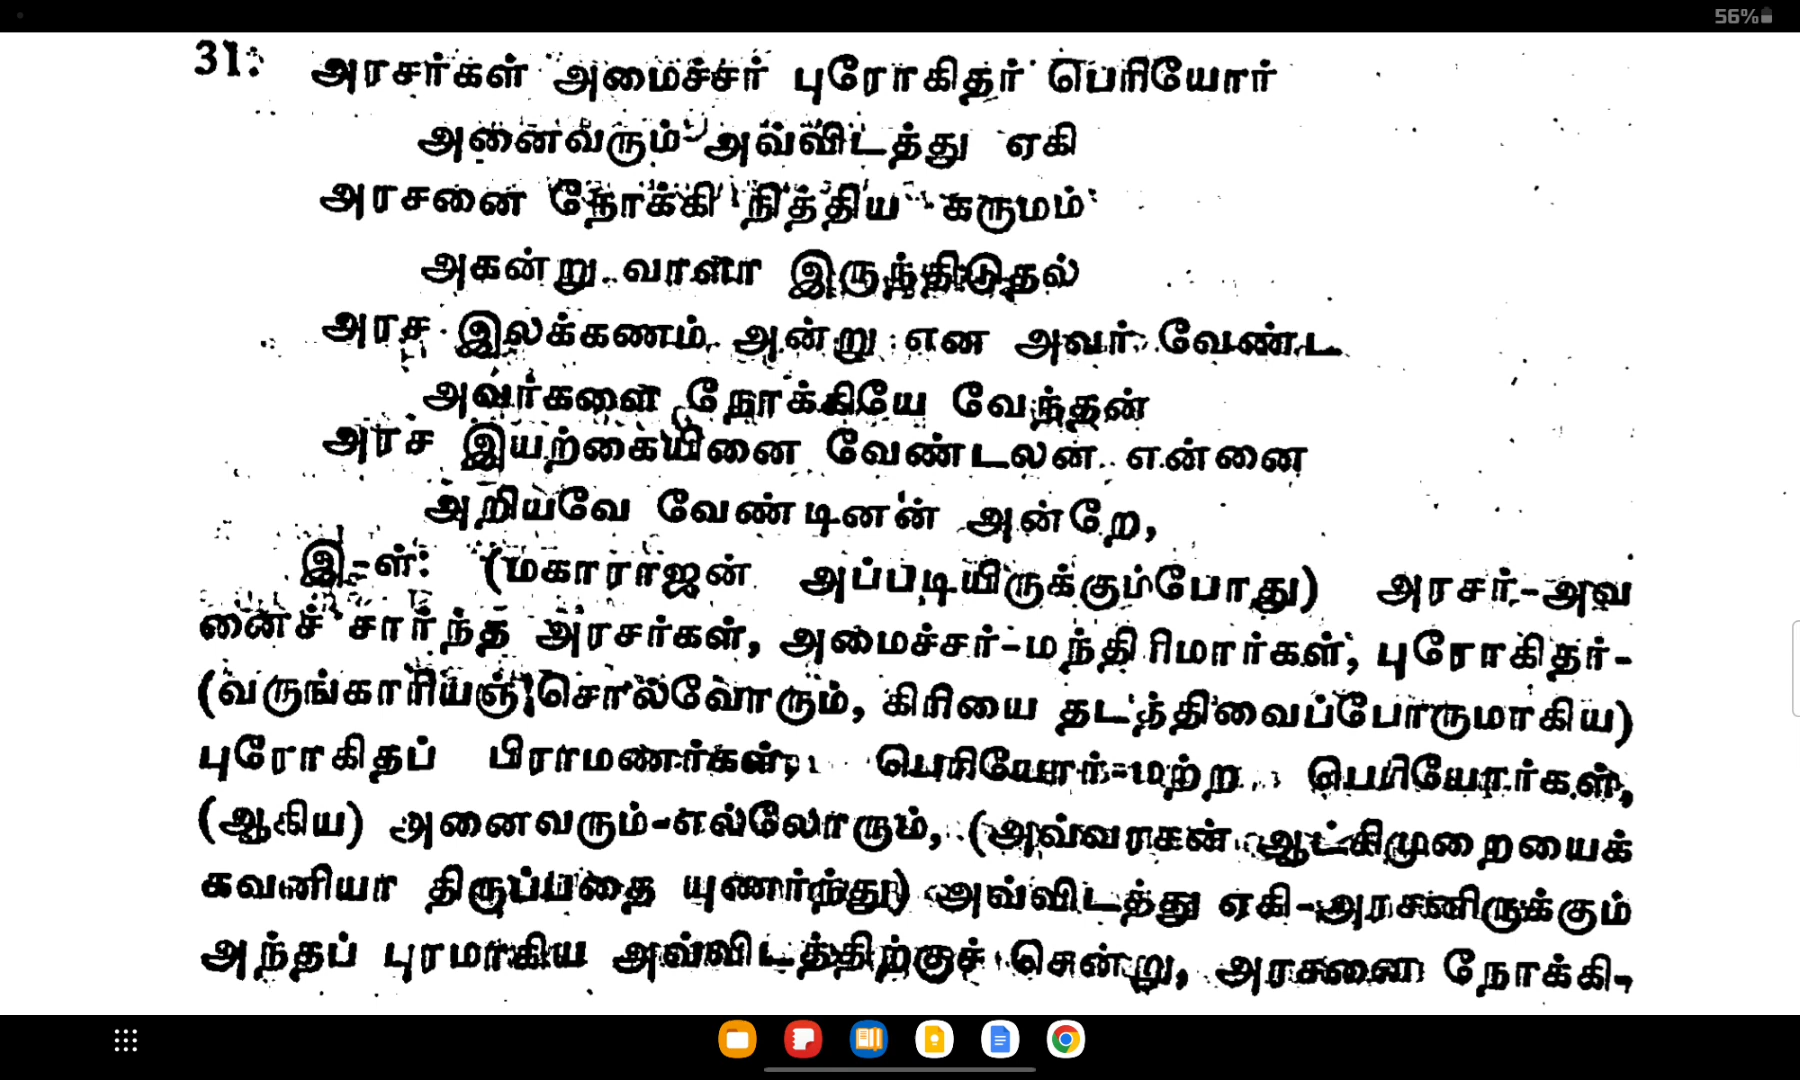 56%
31. அரசர்கள் அமைச்சர் புரோகிதர் பெரியோர்
அனைவரும் அவ்விடத்து ஏகி
அரசனை நோக்கி நித்திய கருமம்
அகன்று வாளா இருந்திடுதல்
அரச இலக்கணம் அன்று என அவர் வேண்ட
அவர்களை நோக்கியே வேந்தன்
அரச இயற்கையினை வேண்டலன் என்னை
அறியவே வேண்டினன் அன்றே,
இ-ள்: (மகாராஜன் அப்படியிருக்கும்போது) அரசர்-அவ
னைச் சார்ந்த அரசர்கள், அமைச்சர்-மந்திரிமார்கள், புரோகிதர்-
(வருங்காரியஞ் சொல்வோரும், கிரியை நடத்திவைப்போருமாகிய)
புரோகிதப் பிராமணர்கள், பெரியோர்-மற்ற பெரியோர்கள்,
(ஆகிய) அனைவரும்-எல்லோரும், (அவ்வரசன் ஆட்சிமுறையைக்
கவனியா திருப்பதை யுணர்ந்து) அவ்விடத்து ஏகி-அரசனிருக்கும்
அந்தப் புரமாகிய அவ்விடத்திற்குச் சென்று, அரசனை நோக்கி-